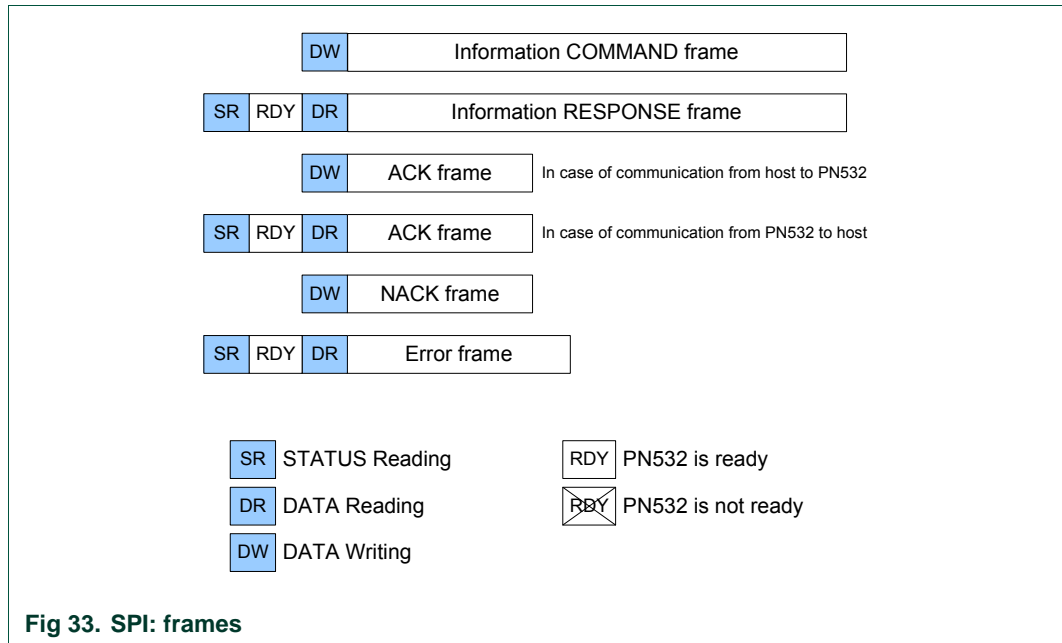 DW Information COMMAND frame
SR RDY DR Information RESPONSE frame
DW ACK frame In case of communication from host to PN532
SR RDY DR ACK frame In case of communication from PN532 to host
DW NACK frame
SR RDY DR Error frame
SR STATUS Reading RDY PN532 is ready
DR DATA Reading RDY PN532 is not ready
DW DATA Writing
Fig 33. SPI: frames